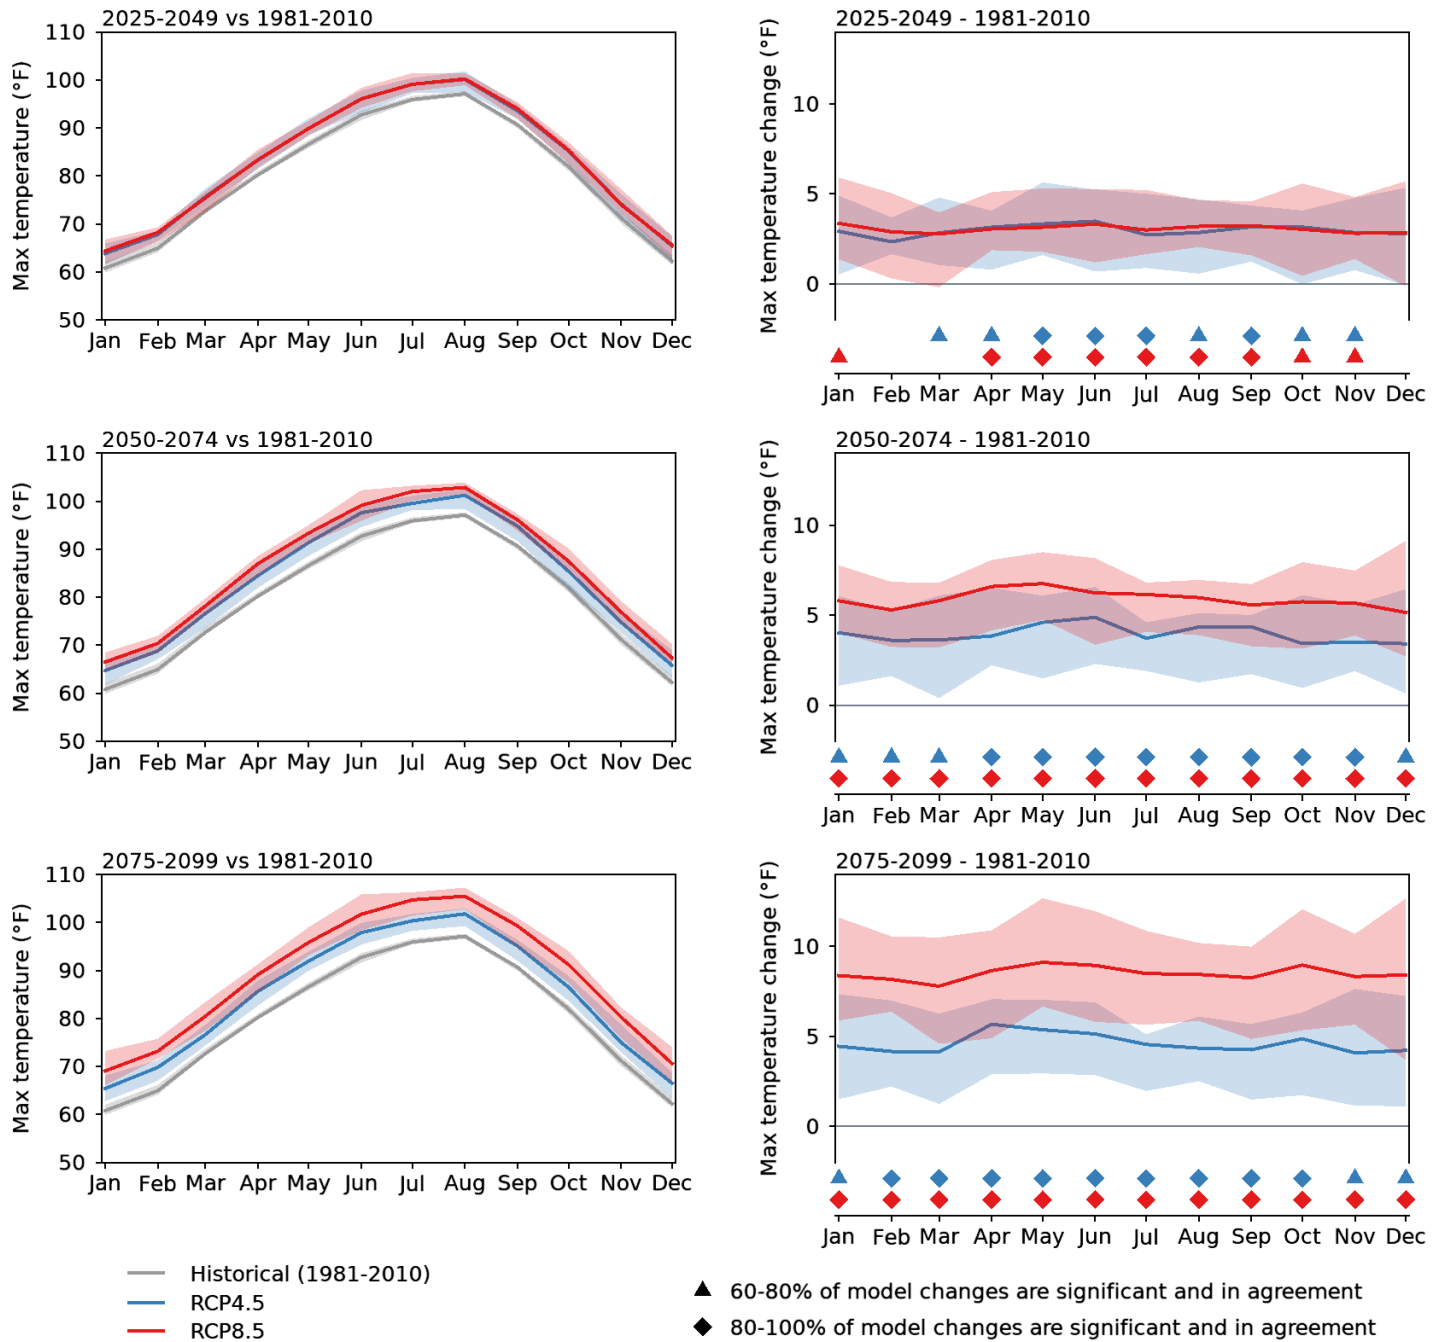 2025-2049 vs 1981-2010
Max temperature (°F)
110
100
90
80
70
60
50
Jan Feb Mar Apr May Jun Jul Aug Sep Oct Nov Dec
2025-2049 - 1981-2010
Max temperature change (°F)
10
5
0
Jan Feb Mar Apr May Jun Jul Aug Sep Oct Nov Dec
2050-2074 vs 1981-2010
Max temperature (°F)
110
100
90
80
70
60
50
Jan Feb Mar Apr May Jun Jul Aug Sep Oct Nov Dec
2050-2074 - 1981-2010
Max temperature change (°F)
10
5
0
Jan Feb Mar Apr May Jun Jul Aug Sep Oct Nov Dec
2075-2099 vs 1981-2010
Max temperature (°F)
110
100
90
80
70
60
50
Jan Feb Mar Apr May Jun Jul Aug Sep Oct Nov Dec
2075-2099 - 1981-2010
Max temperature change (°F)
10
5
0
Jan Feb Mar Apr May Jun Jul Aug Sep Oct Nov Dec
Historical (1981-2010)
RCP4.5
RCP8.5
60-80% of model changes are significant and in agreement
80-100% of model changes are significant and in agreement